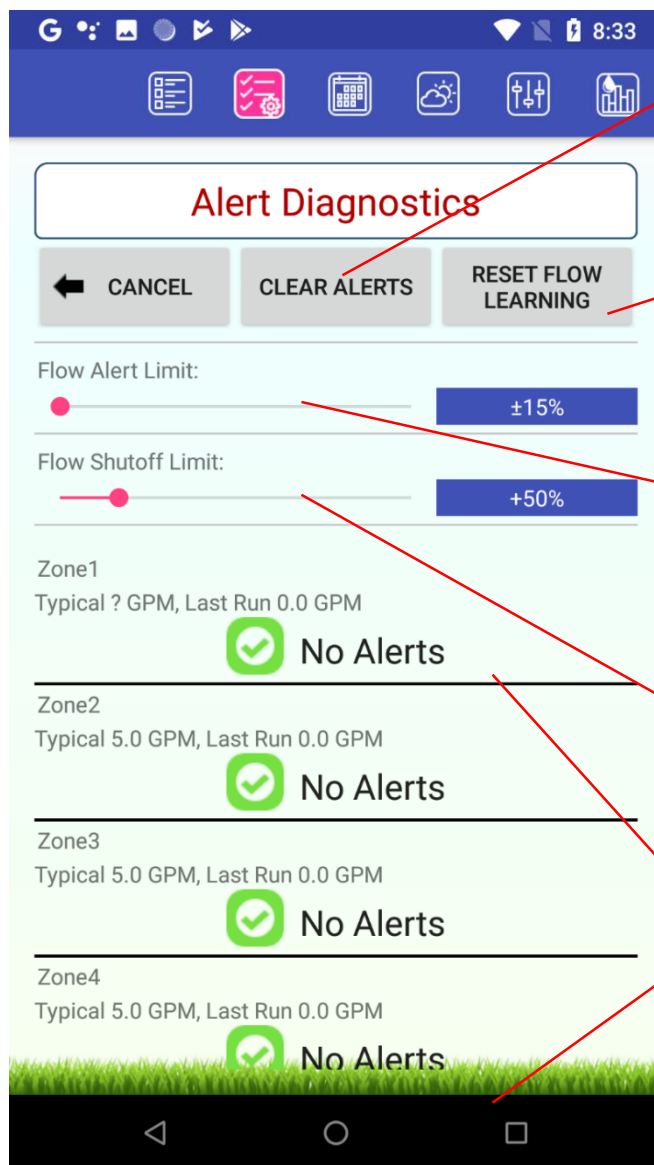 G 8:33
Alert Diagnostics
CANCEL CLEAR ALERTS RESET FLOW LEARNING
Flow Alert Limit:
±15%
Flow Shutoff Limit:
+50%
Zone1
Typical ? GPM, Last Run 0.0 GPM
No Alerts
Zone2
Typical 5.0 GPM, Last Run 0.0 GPM
No Alerts
Zone3
Typical 5.0 GPM, Last Run 0.0 GPM
No Alerts
Zone4
Typical 5.0 GPM, Last Run 0.0 GPM
No Alerts